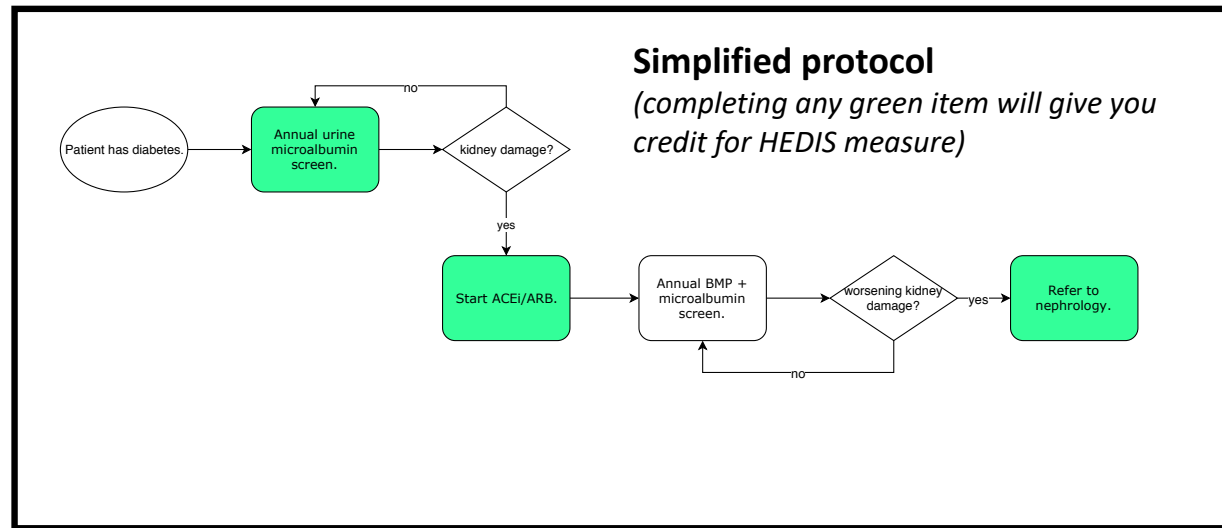 Simplified protocol
(completing any green item will give you
credit for HEDIS measure)
no
Patient has diabetes.
Annual urine
microalbumin
screen.
kidney damage?
yes
Start ACEi/ARB.
Annual BMP +
microalbumin
screen.
worsening kidney
damage?
yes
Refer to
nephrology.
no